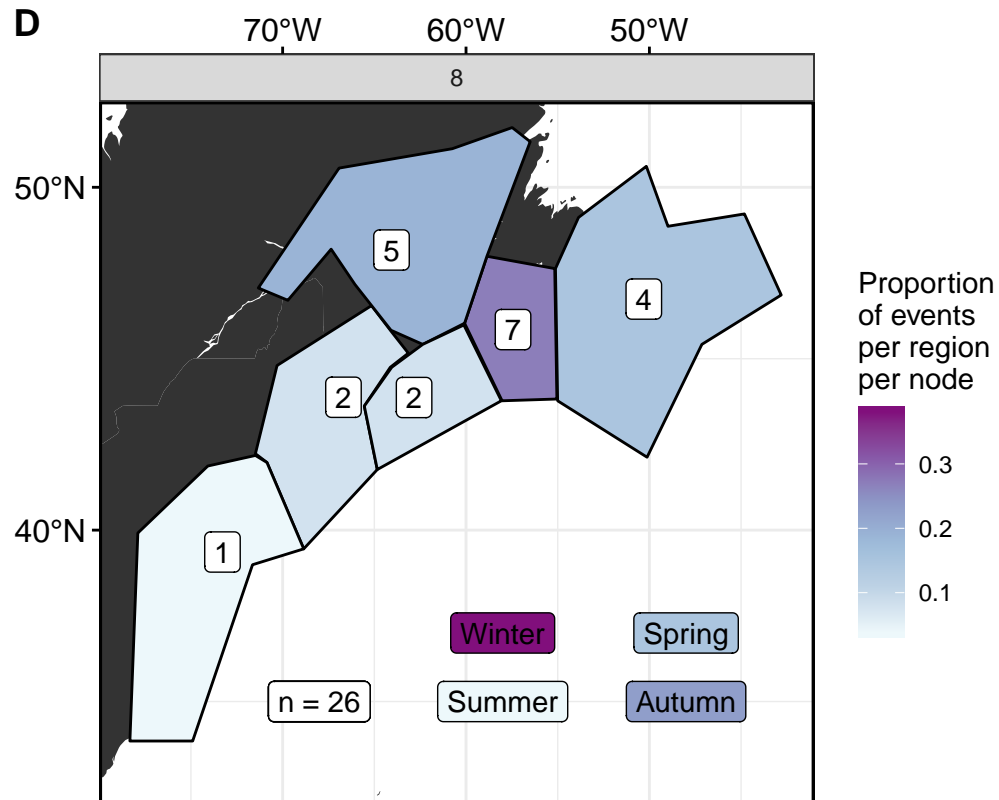 D
70°W 60°W 50°W
8
50°N
40°N
5
4
7
2 2
1
Winter Spring
n = 26 Summer Autumn
Proportion
of events
per region
per node
0.3
0.2
0.1